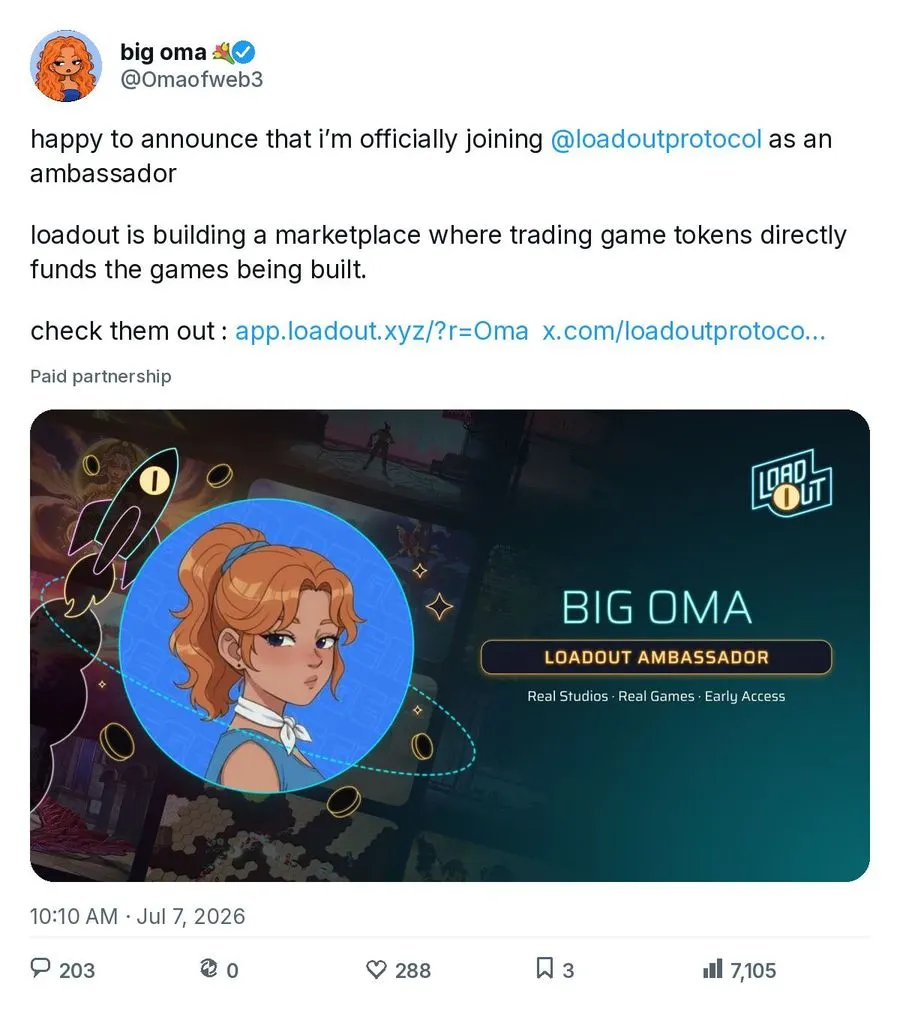 big oma 💐
@Omaofweb3
happy to announce that i’m officially joining @loadoutprotocol as an
ambassador
loadout is building a marketplace where trading game tokens directly
funds the games being built.
check them out : app.loadout.xyz/?r=Oma x.com/loadoutprotoco…
Paid partnership
LOAD
OUT
BIG OMA
LOADOUT AMBASSADOR
Real Studios · Real Games · Early Access
10:10 AM · Jul 7, 2026
203 0 288 3 7,105